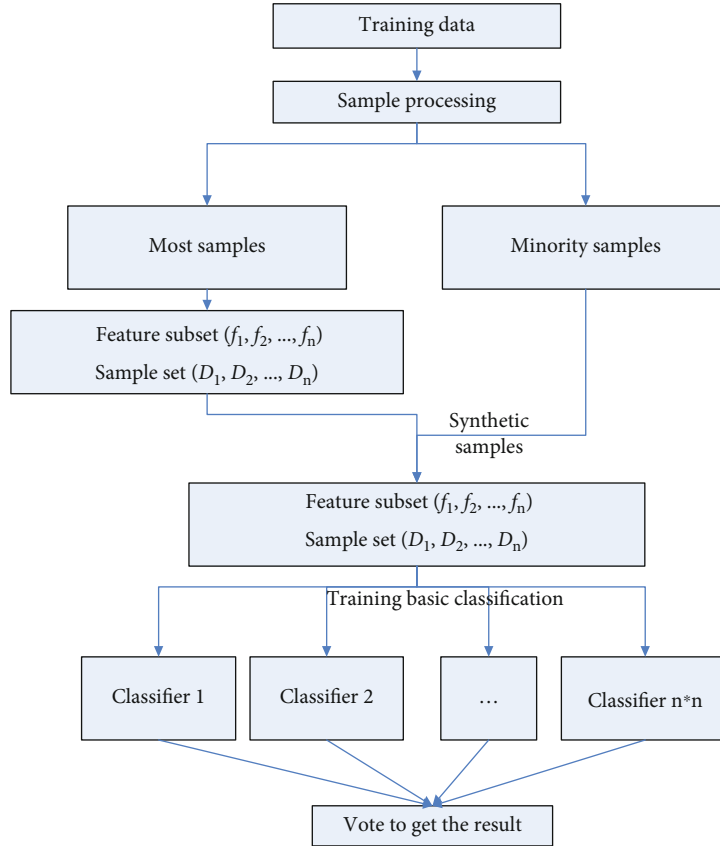 Training data
Sample processing
Most samples
Minority samples
Feature subset (f₁, f₂, ..., fₙ)
Sample set (D₁, D₂, ..., Dₙ)
Synthetic
samples
Feature subset (f₁, f₂, ..., fₙ)
Sample set (D₁, D₂, ..., Dₙ)
Training basic classification
Classifier 1
Classifier 2
...
Classifier n*n
Vote to get the result